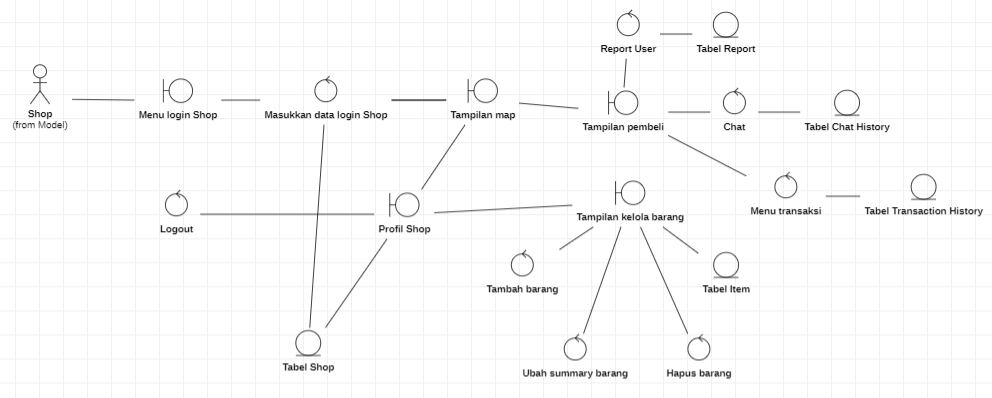 Report User
Tabel Report
Shop
(from Model)
Menu login Shop
Masukkan data login Shop
Tampilan map
Tampilan pembeli
Chat
Tabel Chat History
Menu transaksi
Tabel Transaction History
Logout
Profil Shop
Tampilan kelola barang
Tambah barang
Tabel Item
Tabel Shop
Ubah summary barang
Hapus barang